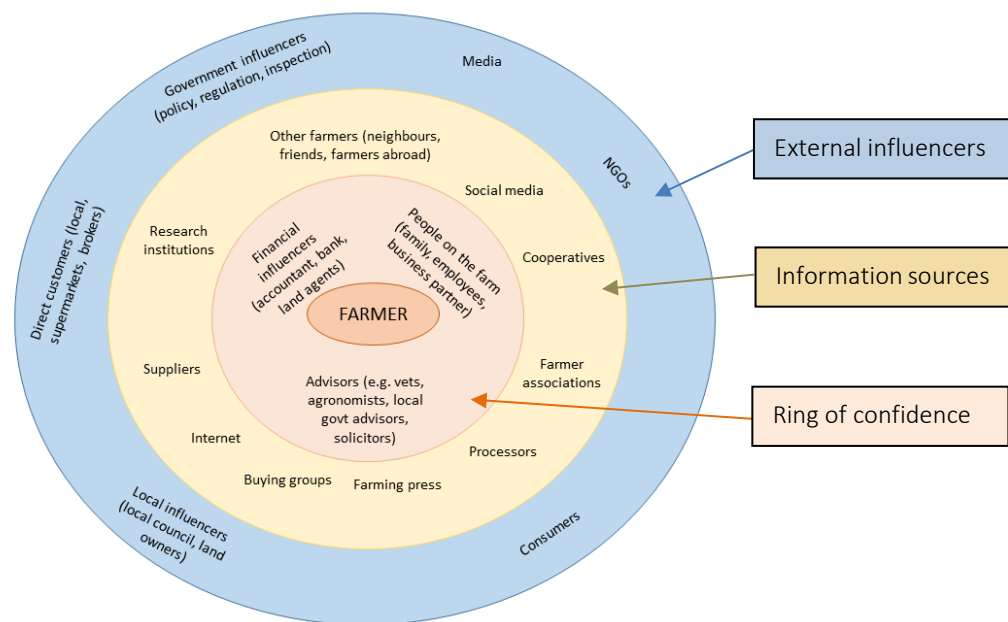 Government influencers
(policy, regulation, inspection)
Media
NGOs
Direct customers (local,
supermarkets, brokers)
Local influencers
(local council, land
owners)
Consumers
Other farmers (neighbours,
friends, farmers abroad)
Social media
Research
institutions
Cooperatives
Suppliers
Farmer
associations
Internet
Processors
Buying groups
Farming press
Financial
influencers
(accountant, bank,
land agents)
People on the farm
(family, employees,
business partner)
FARMER
Advisors (e.g. vets,
agronomists, local
govt advisors,
solicitors)
External influencers
Information sources
Ring of confidence